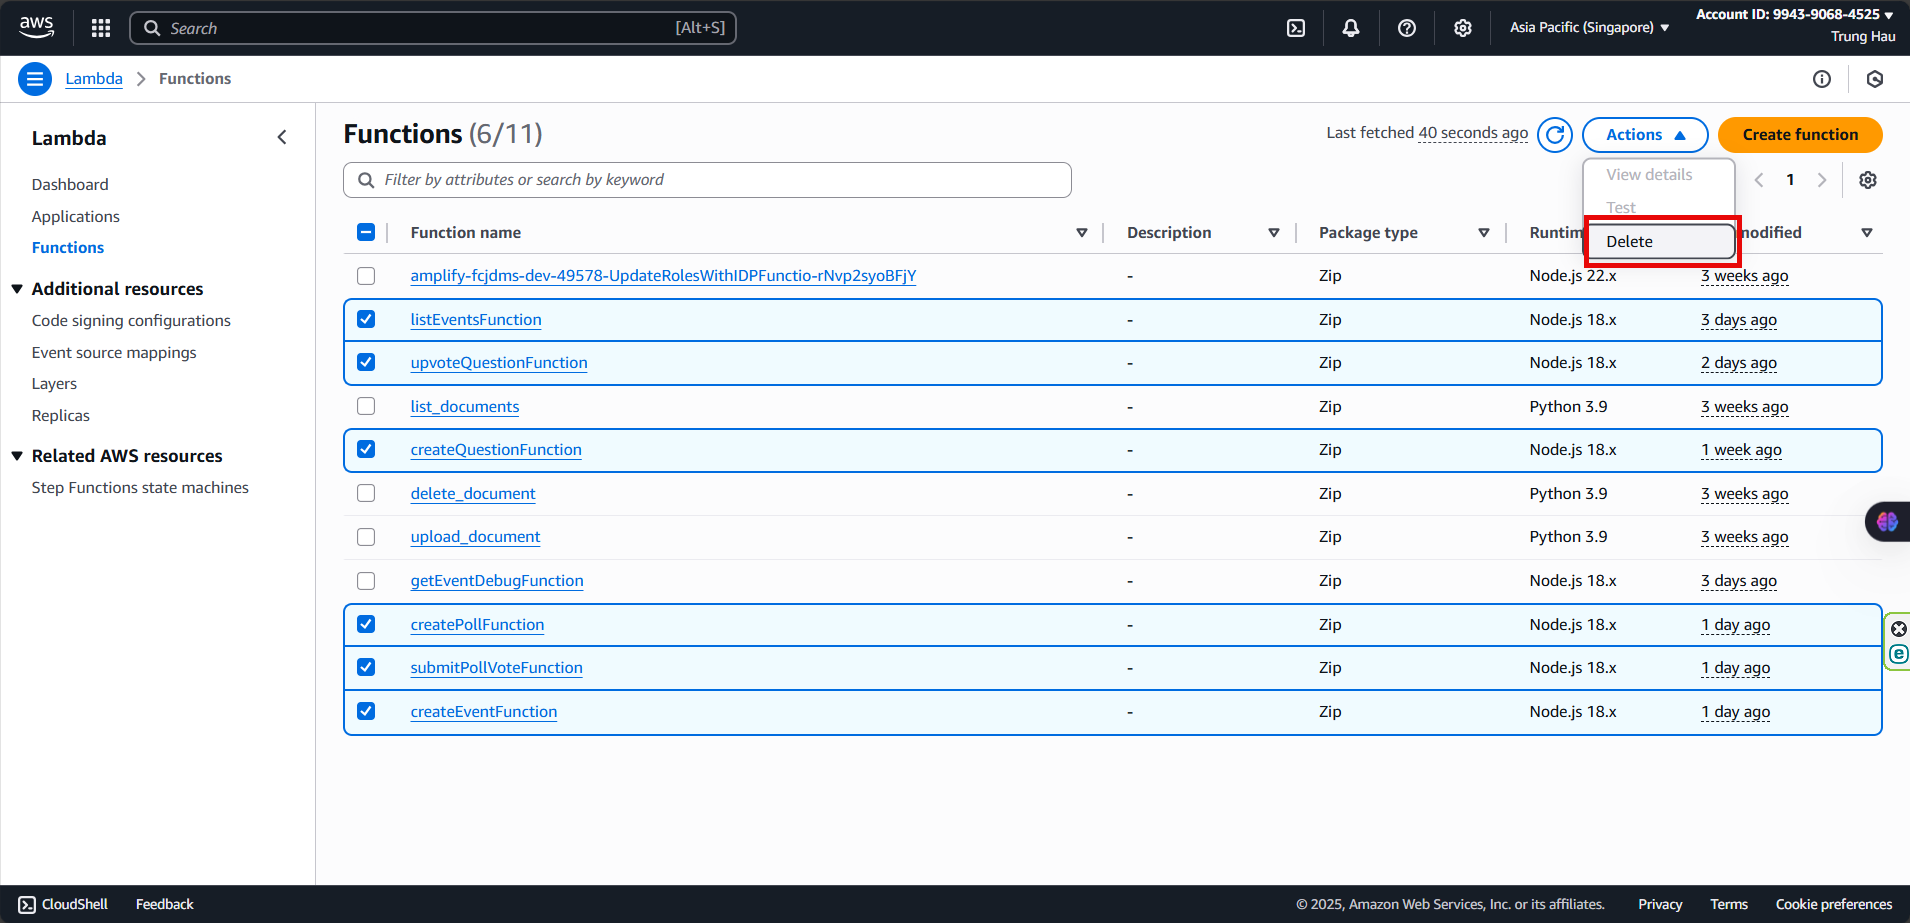 aws
Search
[Alt+S]
Asia Pacific (Singapore)
Account ID: 9943-9068-4525
Trung Hau
Lambda
Functions
Lambda
Dashboard
Applications
Functions
Additional resources
Code signing configurations
Event source mappings
Layers
Replicas
Related AWS resources
Step Functions state machines
Functions (6/11)
Last fetched 40 seconds ago
Actions
Create function
Filter by attributes or search by keyword
View details
Test
Delete
1
Function name Description Package type Runtim modified
amplify-fcjdms-dev-49578-UpdateRolesWithIDPFunctio-rNvp2syoBFjY - Zip Node.js 22.x 3 weeks ago
listEventsFunction - Zip Node.js 18.x 3 days ago
upvoteQuestionFunction - Zip Node.js 18.x 2 days ago
list_documents - Zip Python 3.9 3 weeks ago
createQuestionFunction - Zip Node.js 18.x 1 week ago
delete_document - Zip Python 3.9 3 weeks ago
upload_document - Zip Python 3.9 3 weeks ago
getEventDebugFunction - Zip Node.js 18.x 3 days ago
createPollFunction - Zip Node.js 18.x 1 day ago
submitPollVoteFunction - Zip Node.js 18.x 1 day ago
createEventFunction - Zip Node.js 18.x 1 day ago
CloudShell
Feedback
© 2025, Amazon Web Services, Inc. or its affiliates.
Privacy
Terms
Cookie preferences